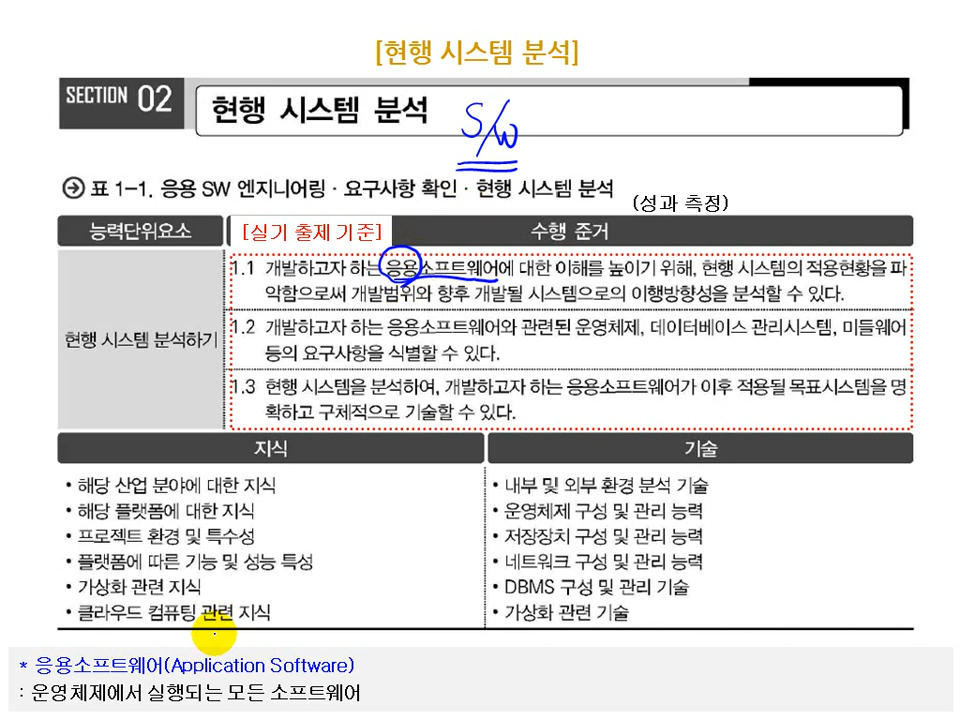 [현행 시스템 분석]
SECTION 02
현행 시스템 분석
S/W
표 1-1. 응용 SW 엔지니어링 · 요구사항 확인 · 현행 시스템 분석
(성과 측정)
능력단위요소
[실기 출제 기준]
수행 준거
현행 시스템 분석하기
1.1 개발하고자 하는 응용소프트웨어에 대한 이해를 높이기 위해, 현행 시스템의 적용현황을 파
악함으로써 개발범위와 향후 개발될 시스템으로의 이행방향성을 분석할 수 있다.
1.2 개발하고자 하는 응용소프트웨어와 관련된 운영체제, 데이터베이스 관리시스템, 미들웨어
등의 요구사항을 식별할 수 있다.
1.3 현행 시스템을 분석하여, 개발하고자 하는 응용소프트웨어가 이후 적용될 목표시스템을 명
확하고 구체적으로 기술할 수 있다.
지식
• 해당 산업 분야에 대한 지식
• 해당 플랫폼에 대한 지식
• 프로젝트 환경 및 특수성
• 플랫폼에 따른 기능 및 성능 특성
• 가상화 관련 지식
• 클라우드 컴퓨팅 관련 지식
기술
• 내부 및 외부 환경 분석 기술
• 운영체제 구성 및 관리 능력
• 저장장치 구성 및 관리 능력
• 네트워크 구성 및 관리 능력
• DBMS 구성 및 관리 기술
• 가상화 관련 기술
* 응용소프트웨어(Application Software)
: 운영체제에서 실행되는 모든 소프트웨어